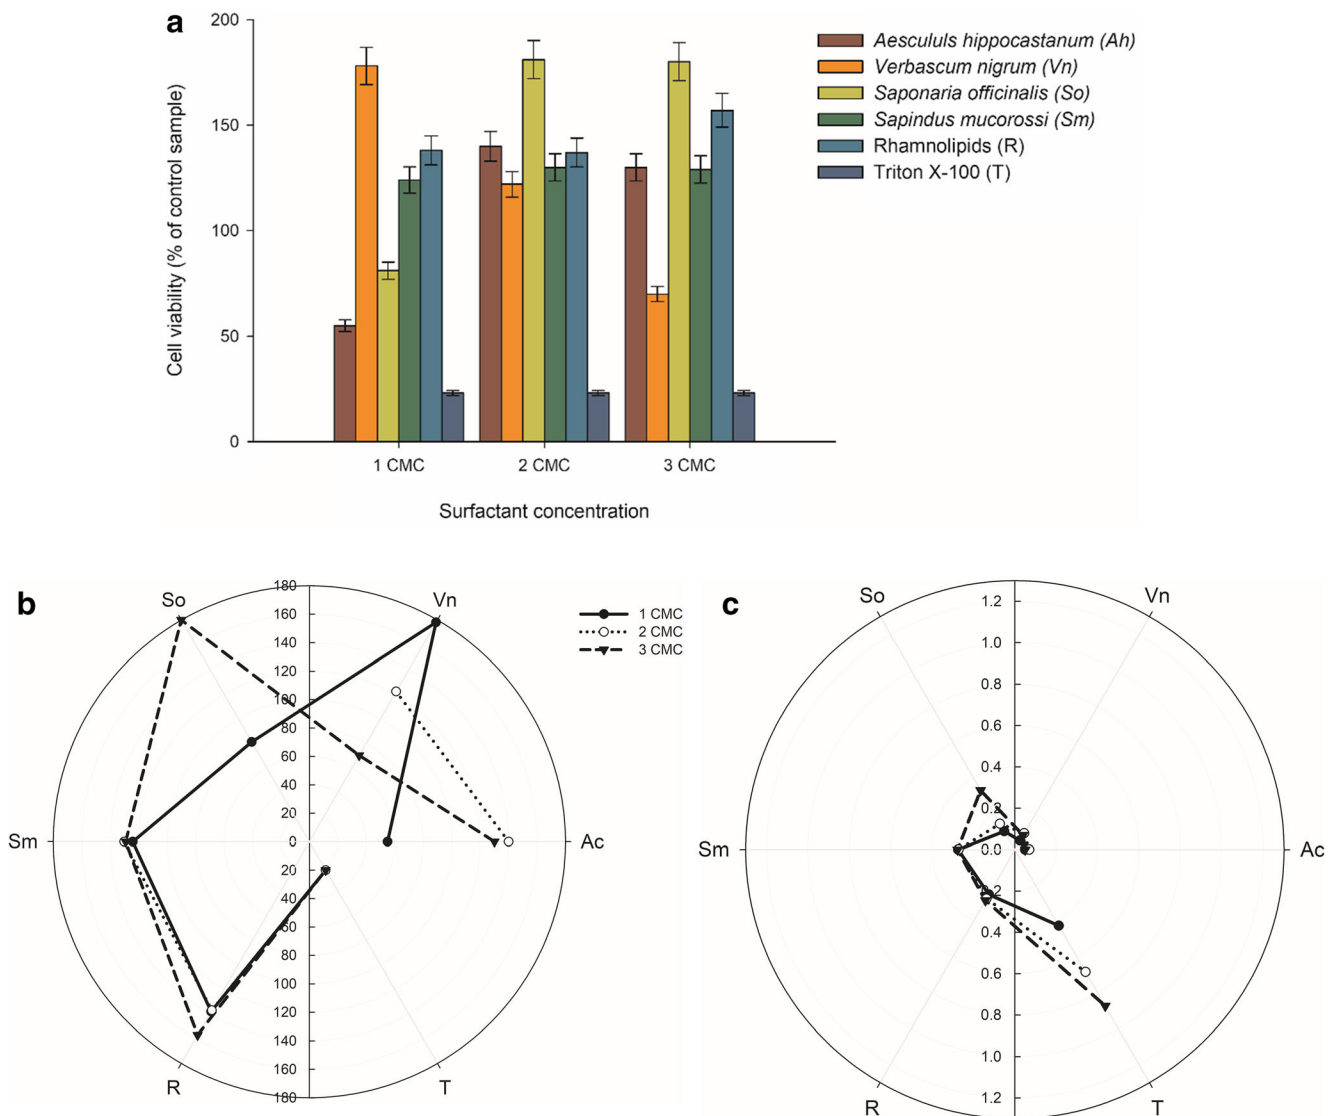 a
200
150
100
50
0
Cell viability (% of control sample)
1 CMC
2 CMC
3 CMC
Surfactant concentration
Aescululs hippocastanum (Ah)
Verbascum nigrum (Vn)
Saponaria officinalis (So)
Sapindus mucorossi (Sm)
Rhamnolipids (R)
Triton X-100 (T)
b
So
Vn
Sm
Ac
R
T
180
160
140
120
100
80
60
40
20
0
20
40
60
80
100
120
140
160
180
1 CMC
2 CMC
3 CMC
c
So
Vn
Sm
Ac
R
T
1.2
1.0
0.8
0.6
0.4
0.2
0.0
0.2
0.4
0.6
0.8
1.0
1.2